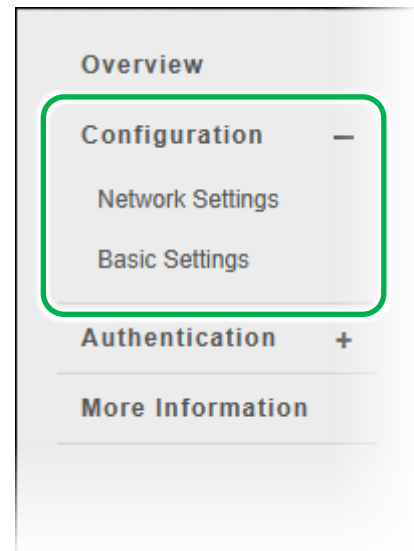 Overview
Configuration –
Network Settings
Basic Settings
Authentication +
More Information